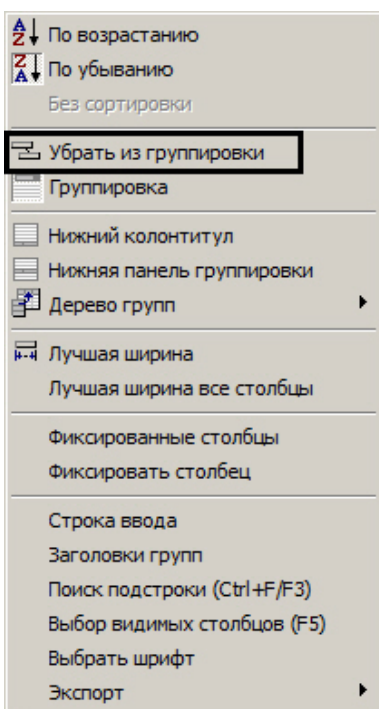 По возрастанию
По убыванию
Без сортировки
Убрать из группировки
Группировка
Нижний колонтитул
Нижняя панель группировки
Дерево групп
Лучшая ширина
Лучшая ширина все столбцы
Фиксированные столбцы
Фиксировать столбец
Строка ввода
Заголовки групп
Поиск подстроки (Ctrl+F/F3)
Выбор видимых столбцов (F5)
Выбрать шрифт
Экспорт